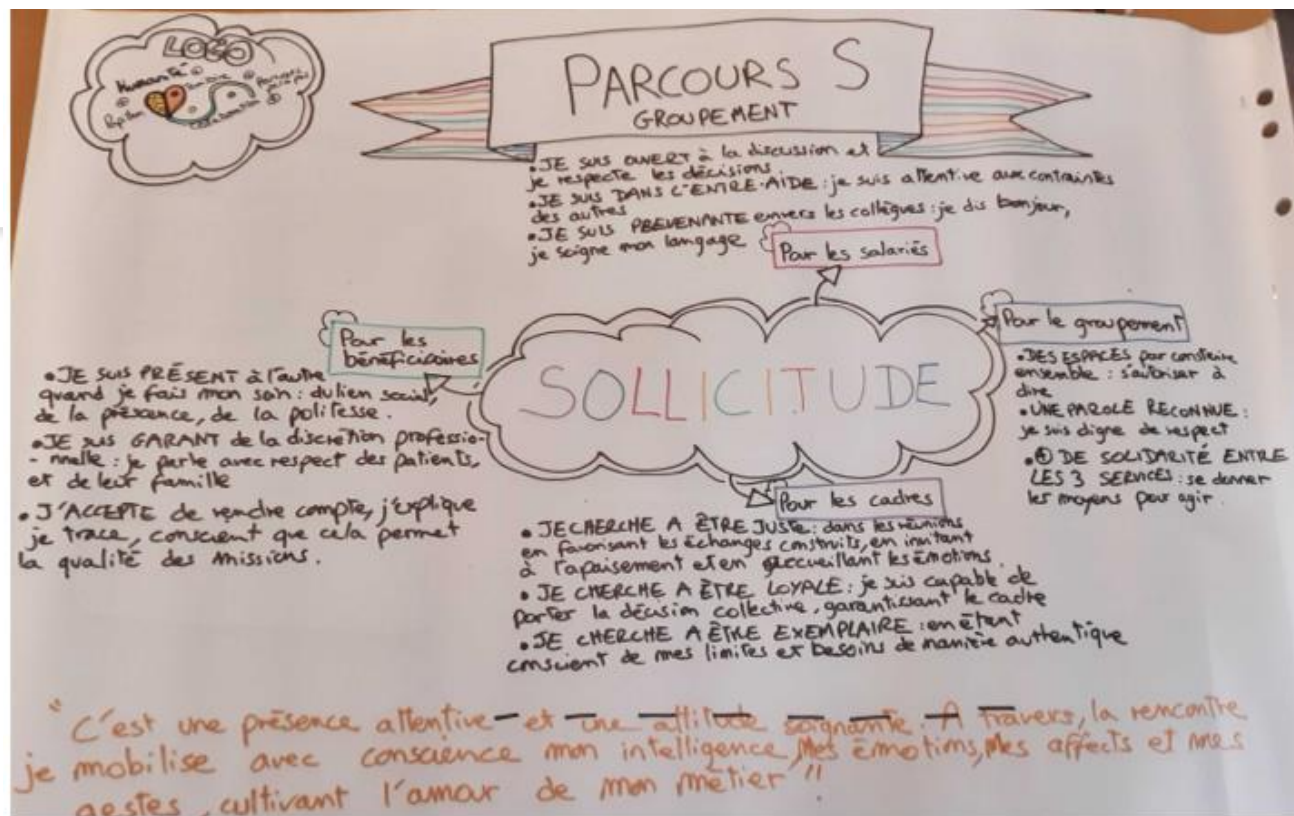 LOGO
Humanité
Papillon
Collaboration
PARCOURS S
GROUPEMENT
• JE SUIS OUVERT à la discussion et
je respecte les décisions
• JE SUIS DANS L'ENTRE-AIDE : je suis attentive aux contraintes
des autres
• JE SUIS PREVENANTE envers les collègues : je dis bonjour,
je soigne mon langage
Pour les salariés
Pour les
bénéficiaires
• JE SUIS PRÉSENT à l'autre
quand je fais mon soin : du lien social,
de la présence, de la politesse.
• JE SUIS GARANT de la discrétion professio-
-nnelle : je parle avec respect des patients,
et de leur famille
• J'ACCEPTE de rendre compte, j'explique
je trace, conscient que cela permet
la qualité des missions.
SOLLICITUDE
Pour le groupement
• DES ESPACES pour construire
ensemble : s'autoriser à
dire
• UNE PAROLE RECONNUE :
je suis digne de respect
• + DE SOLIDARITÉ ENTRE
LES 3 SERVICES : se donner
les moyens pour agir.
Pour les cadres
• JE CHERCHE A ÊTRE JUSTE : dans les réunions
en favorisant les échanges construits, en invitant
à l'apaisement et en accueillant les émotions.
• JE CHERCHE A ÊTRE LOYALE : je suis capable de
porter la décision collective, garantissant le cadre
• JE CHERCHE A ÊTRE EXEMPLAIRE : en étant
conscient de mes limites et besoins de manière authentique
"C'est une présence attentive et une attitude soignante. A travers, la rencontre
je mobilise avec conscience mon intelligence, mes émotions, mes affects et mes
gestes, cultivant l'amour de mon métier"!